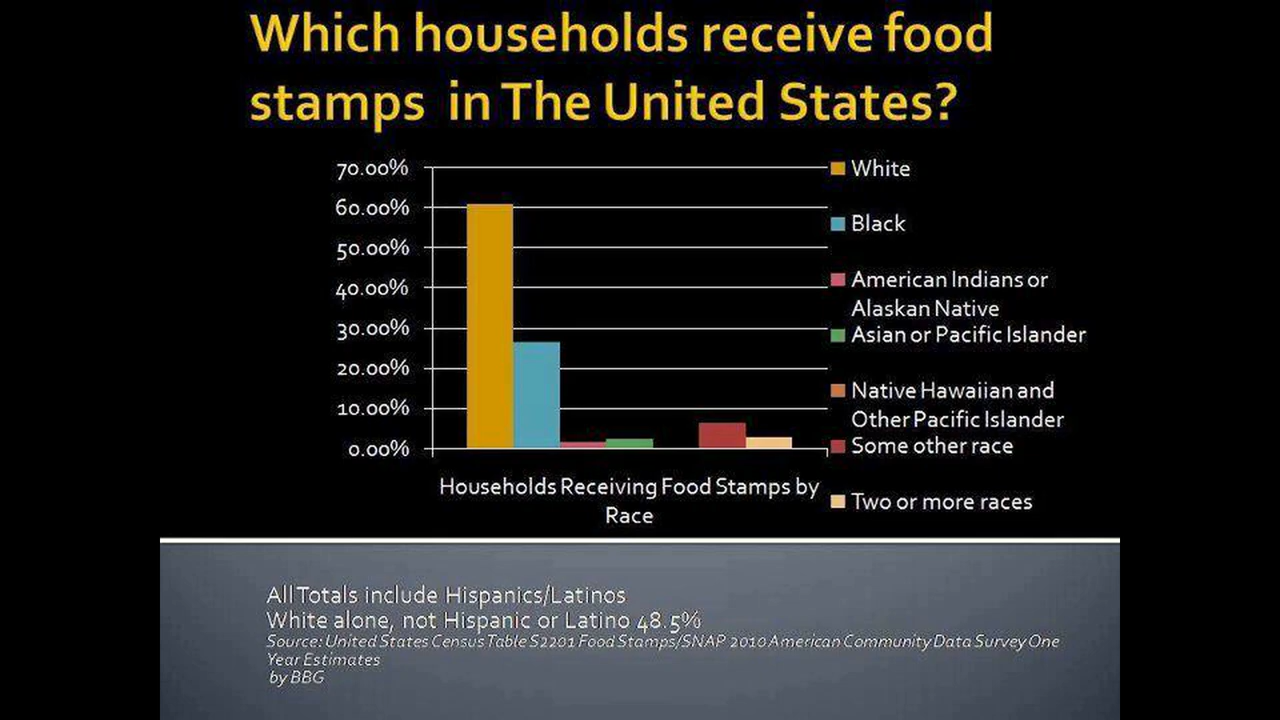 Which households receive food
stamps in The United States?
70.00%
60.00%
50.00%
40.00%
30.00%
20.00%
10.00%
0.00%
Households Receiving Food Stamps by
Race
White
Black
American Indians or
Alaskan Native
Asian or Pacific Islander
Native Hawaiian and
Other Pacific Islander
Some other race
Two or more races
All Totals include Hispanics/Latinos
White alone, not Hispanic or Latino 48.5%
Source: United States Census Table S2201 Food Stamps/SNAP 2010 American Community Data Survey One
Year Estimates
by BBG